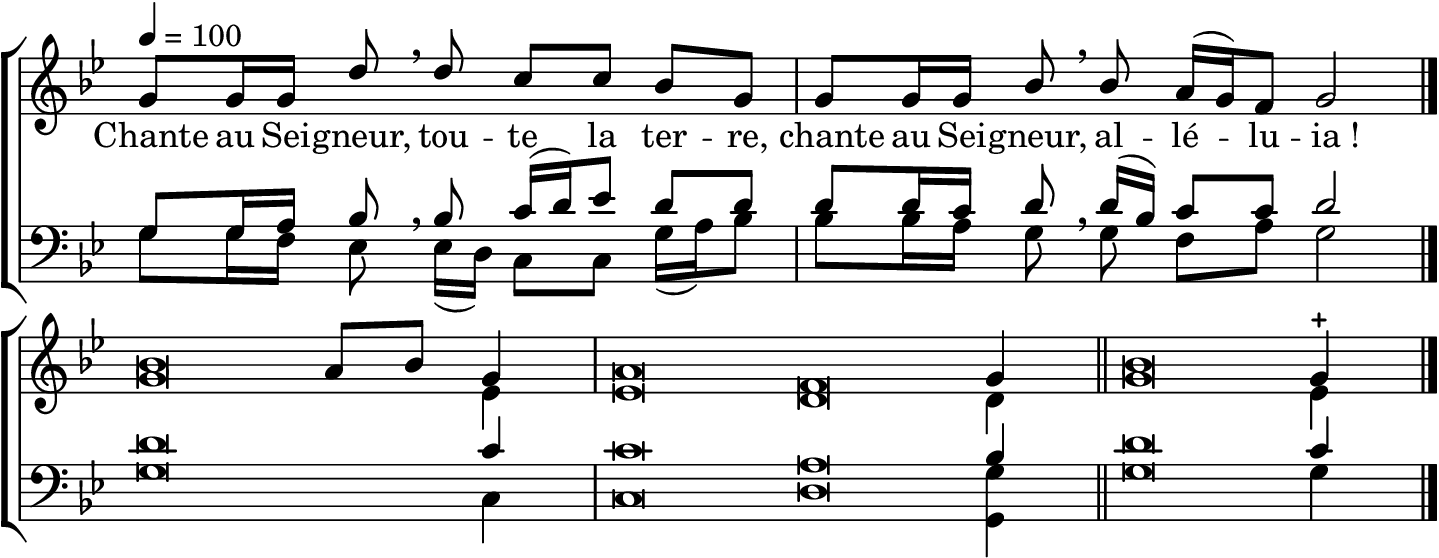 ♩ = 100
Chante au Seigneur, tou - te la ter - re, chante au Seigneur, al - lé - lu - ia !